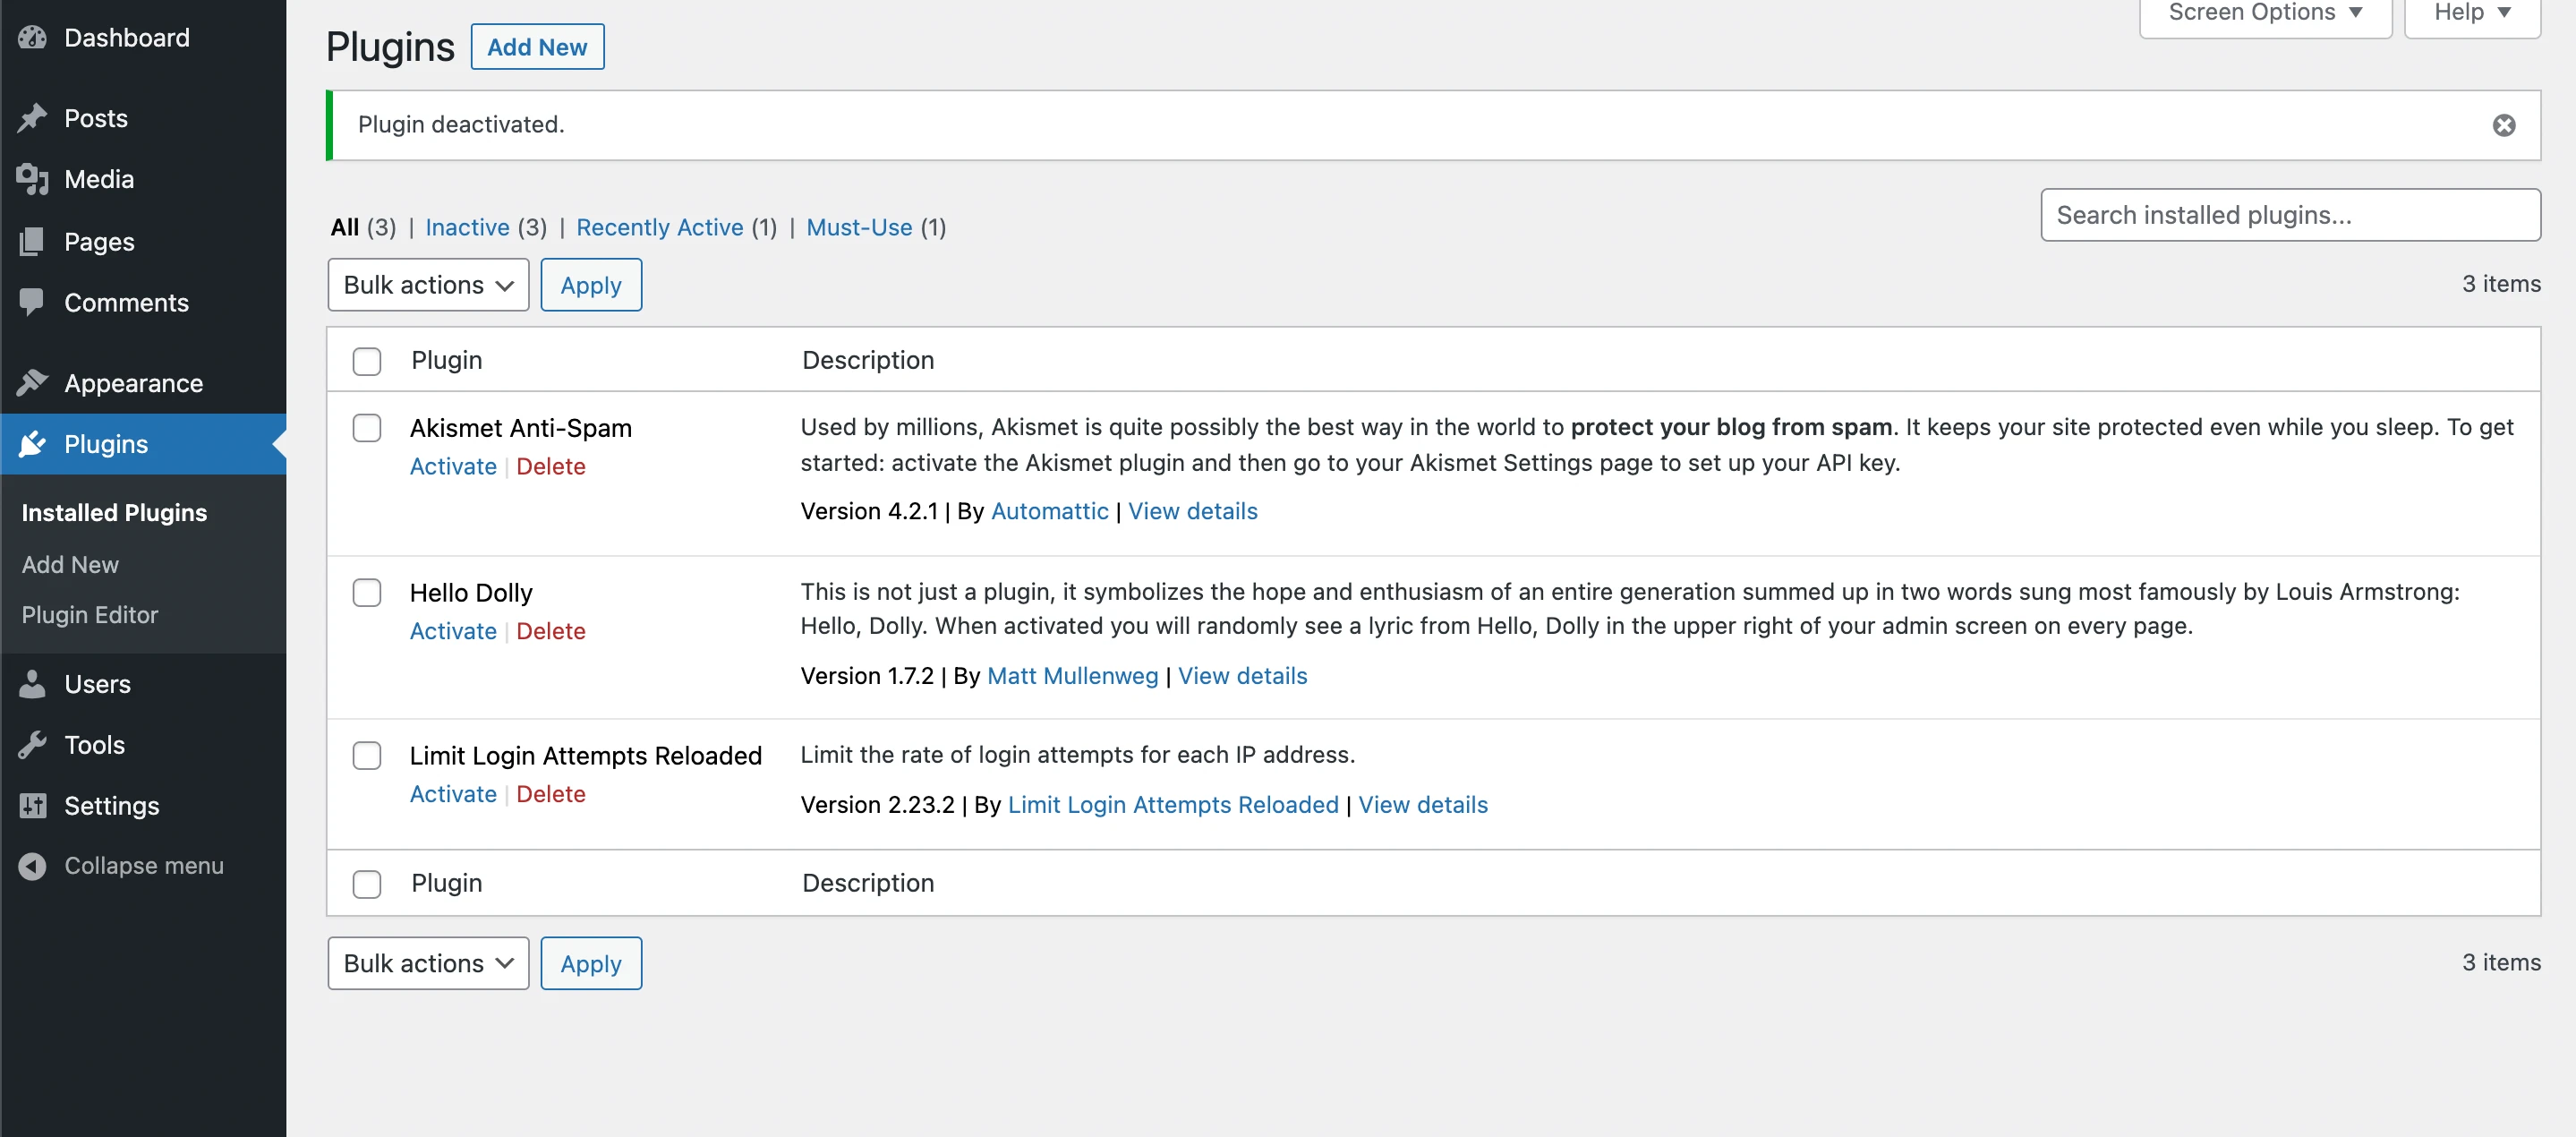 Dashboard
Posts
Media
Pages
Comments
Appearance
Plugins
Installed Plugins
Add New
Plugin Editor
Users
Tools
Settings
Collapse menu
Screen Options ▼
Help ▼
Plugins Add New
Plugin deactivated.
All (3) | Inactive (3) | Recently Active (1) | Must-Use (1)
Search installed plugins...
Bulk actions Apply
3 items
Plugin Description
Akismet Anti-Spam
Activate | Delete
Used by millions, Akismet is quite possibly the best way in the world to protect your blog from spam. It keeps your site protected even while you sleep. To get
started: activate the Akismet plugin and then go to your Akismet Settings page to set up your API key.
Version 4.2.1 | By Automattic | View details
Hello Dolly
Activate | Delete
This is not just a plugin, it symbolizes the hope and enthusiasm of an entire generation summed up in two words sung most famously by Louis Armstrong:
Hello, Dolly. When activated you will randomly see a lyric from Hello, Dolly in the upper right of your admin screen on every page.
Version 1.7.2 | By Matt Mullenweg | View details
Limit Login Attempts Reloaded
Activate | Delete
Limit the rate of login attempts for each IP address.
Version 2.23.2 | By Limit Login Attempts Reloaded | View details
Plugin Description
Bulk actions Apply
3 items